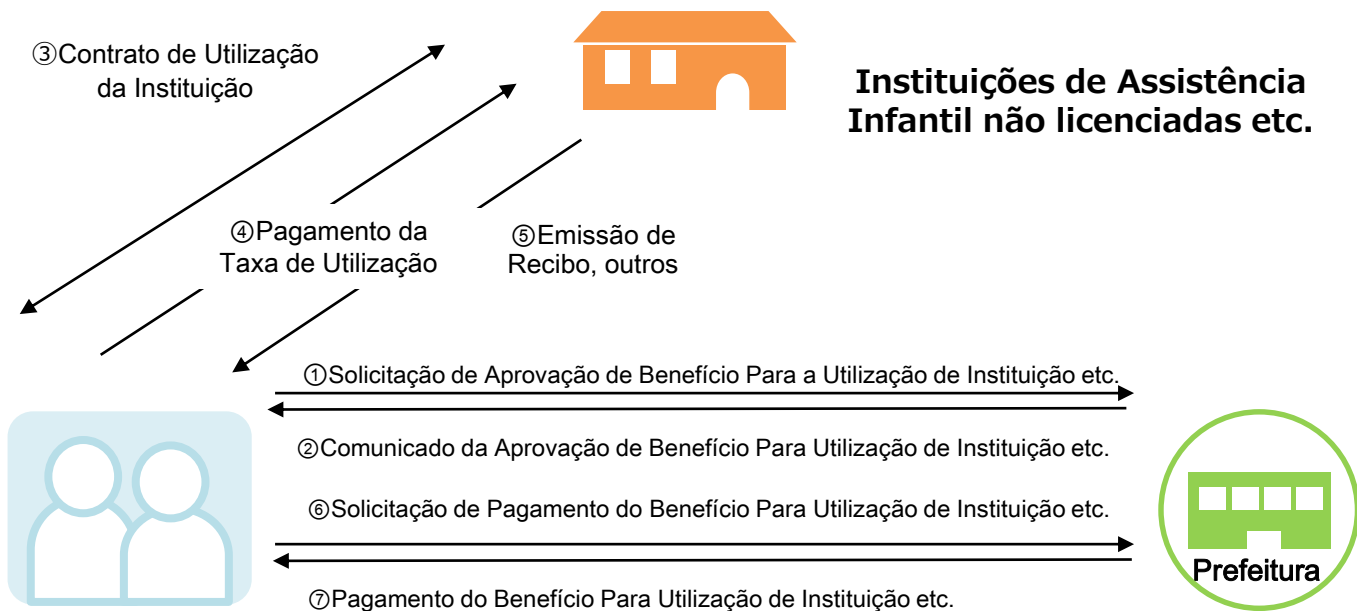 ③Contrato de Utilização
da Instituição
Instituições de Assistência
Infantil não licenciadas etc.
④Pagamento da
Taxa de Utilização
⑤Emissão de
Recibo, outros
①Solicitação de Aprovação de Benefício Para a Utilização de Instituição etc.
②Comunicado da Aprovação de Benefício Para Utilização de Instituição etc.
⑥Solicitação de Pagamento do Benefício Para Utilização de Instituição etc.
Prefeitura
⑦Pagamento do Benefício Para Utilização de Instituição etc.